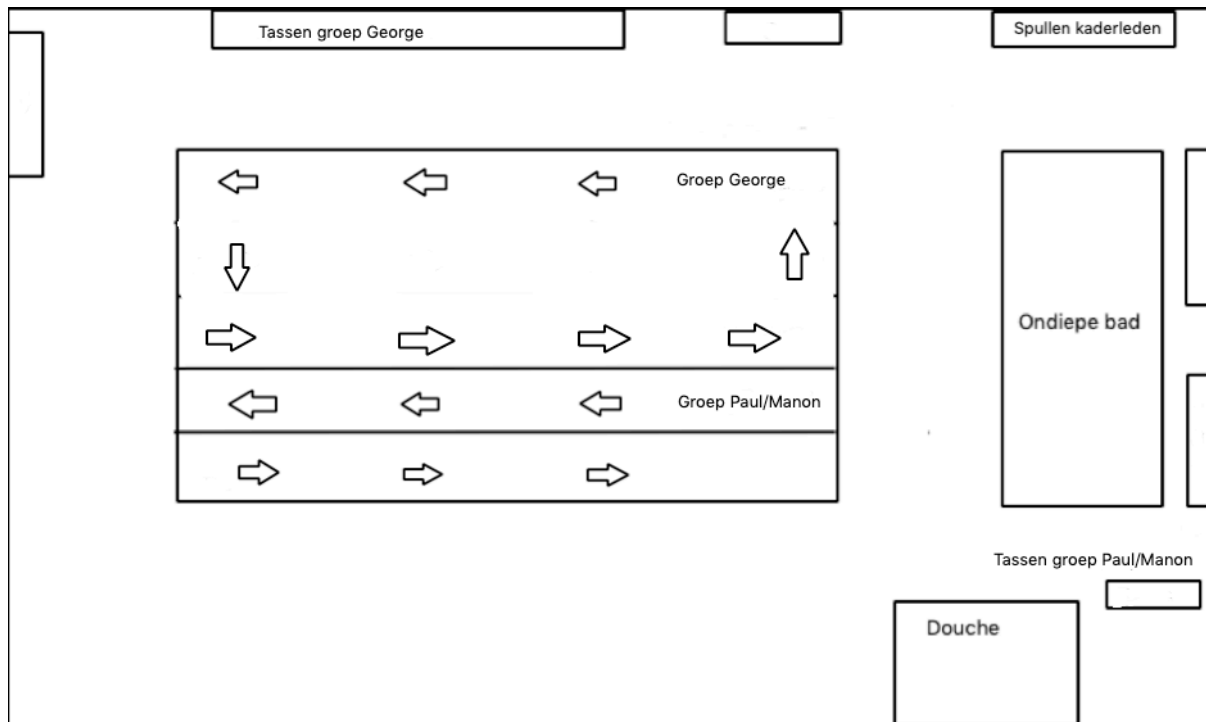 Tassen groep George
Spullen kaderleden
Groep George
Ondiepe bad
Groep Paul/Manon
Tassen groep Paul/Manon
Douche